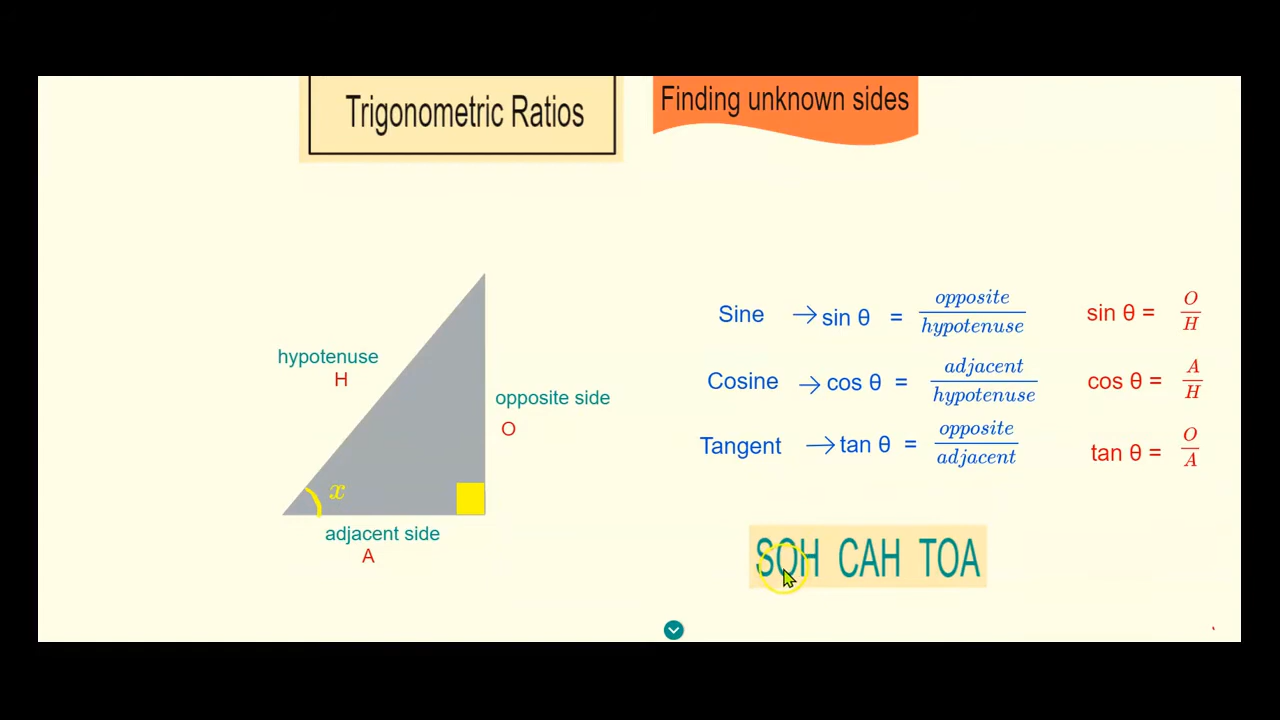 Trigonometric Ratios
Finding unknown sides
hypotenuse
H
opposite side
O
x
adjacent side
A
Sine → sin θ = opposite/hypotenuse sin θ = O/H
Cosine → cos θ = adjacent/hypotenuse cos θ = A/H
Tangent → tan θ = opposite/adjacent tan θ = O/A
SOH CAH TOA